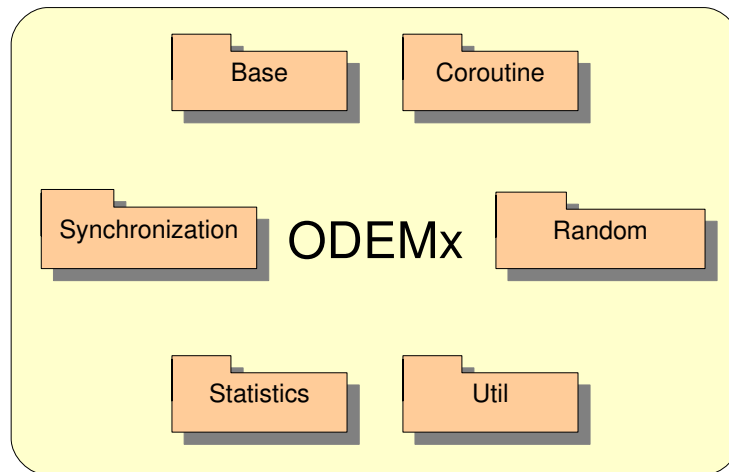 Base
Coroutine
Synchronization
ODEMx
Random
Statistics
Util